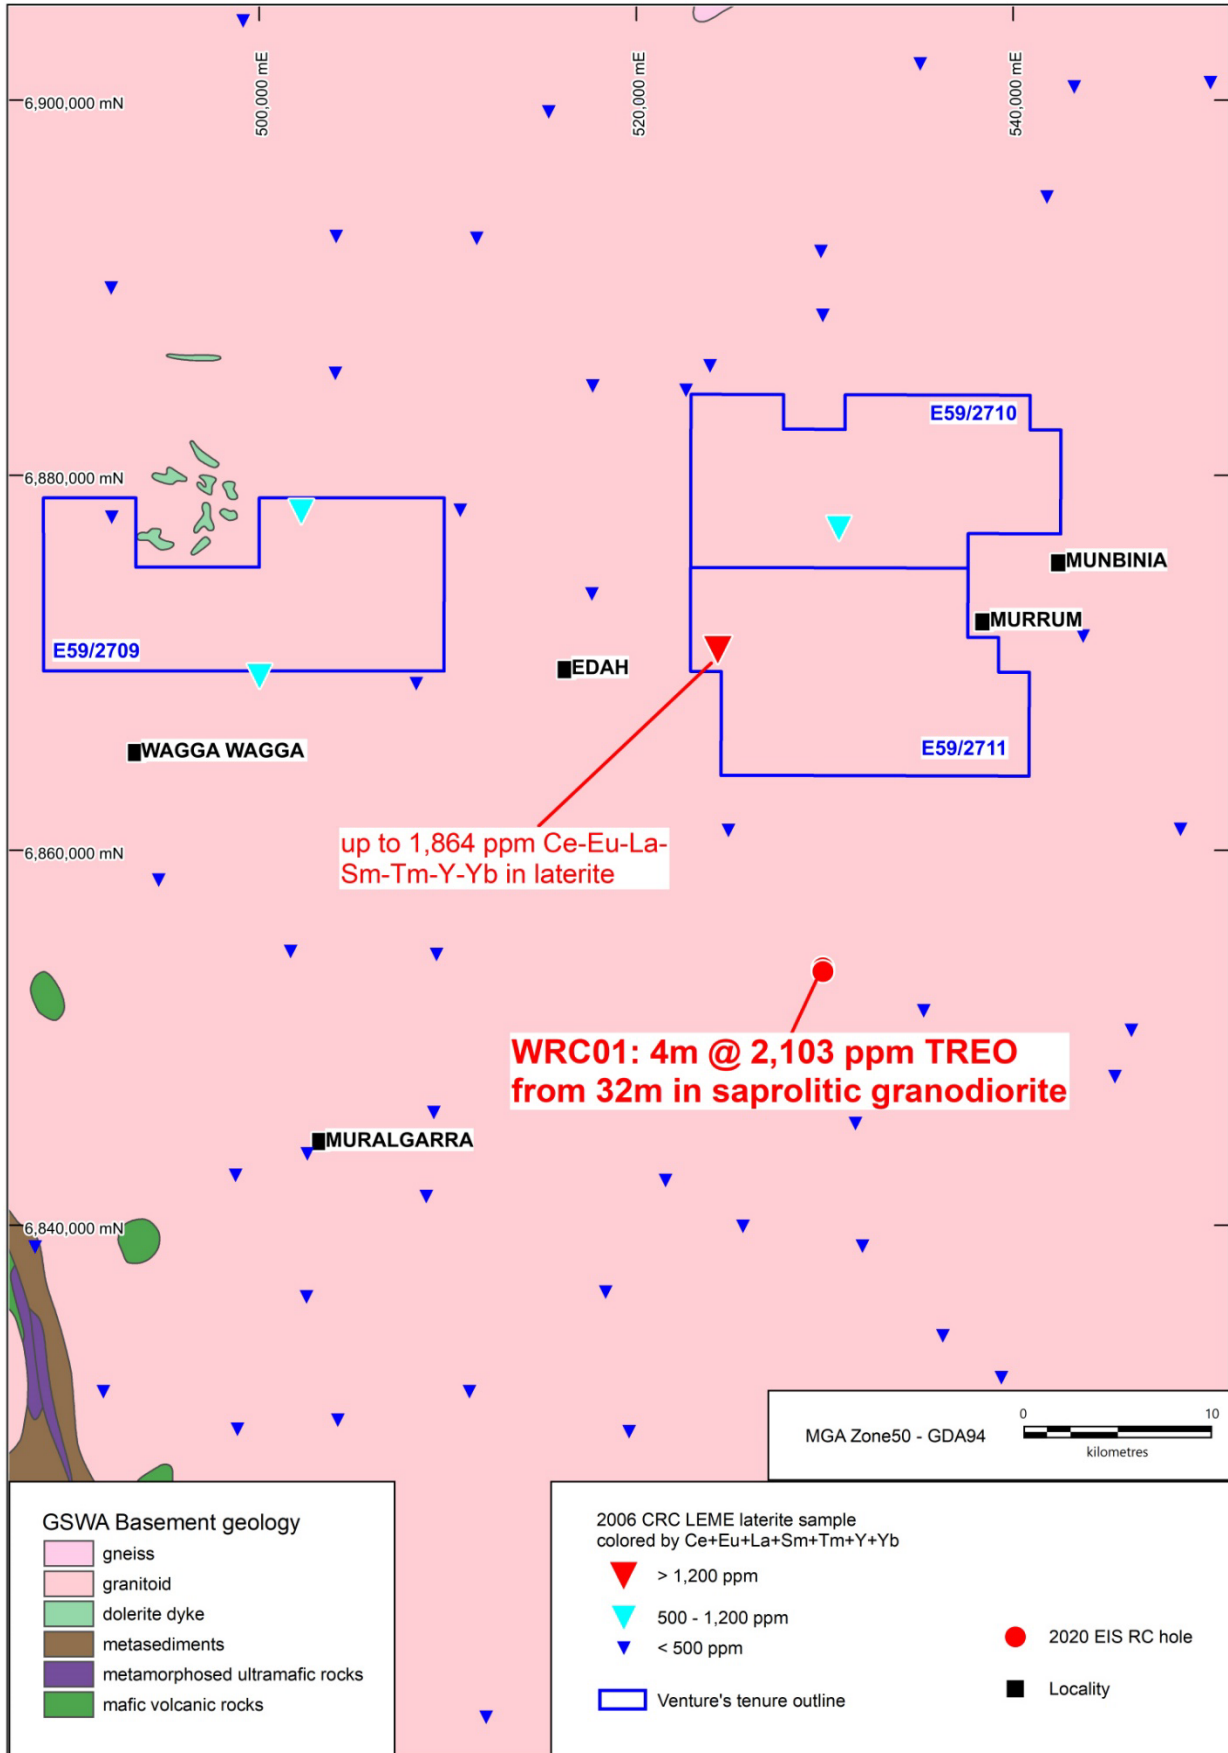 500,000 mE
520,000 mE
540,000 mE
6,900,000 mN
E59/2710
6,880,000 mN
MUNBINIA
MURRUM
E59/2709
EDAH
WAGGA WAGGA
E59/2711
up to 1,864 ppm Ce-Eu-La-
Sm-Tm-Y-Yb in laterite
6,860,000 mN
WRC01: 4m @ 2,103 ppm TREO
from 32m in saprolitic granodiorite
MURALGARRA
6,840,000 mN
MGA Zone50 - GDA94
0 10
kilometres
GSWA Basement geology
gneiss
granitoid
dolerite dyke
metasediments
metamorphosed ultramafic rocks
mafic volcanic rocks
2006 CRC LEME laterite sample
colored by Ce+Eu+La+Sm+Tm+Y+Yb
> 1,200 ppm
500 - 1,200 ppm
< 500 ppm
Venture's tenure outline
2020 EIS RC hole
Locality